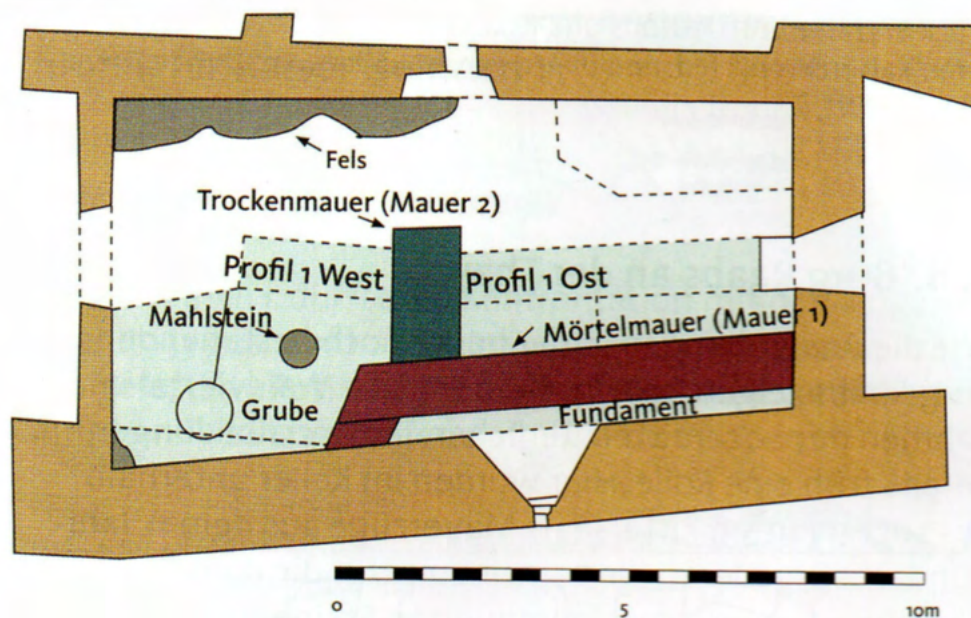 Fels
Trockenmauer (Mauer 2)
Profil 1 West
Profil 1 Ost
Mahlstein
Mörtelmauer (Mauer 1)
Grube
Fundament
0
5
10m